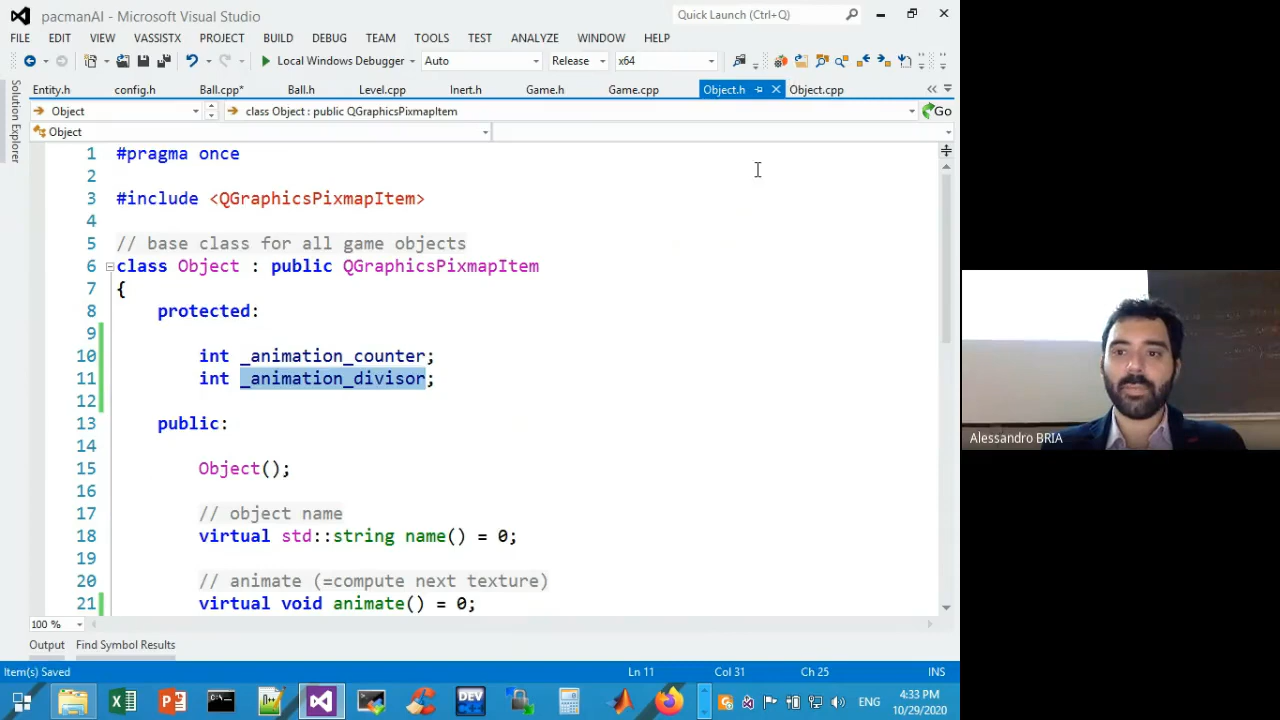 pacmanAI - Microsoft Visual Studio
Quick Launch (Ctrl+Q)
FILE EDIT VIEW VASSISTX PROJECT BUILD DEBUG TEAM TOOLS TEST ANALYZE WINDOW HELP
Local Windows Debugger Auto Release x64
Entity.h config.h Ball.cpp* Ball.h Level.cpp Inert.h Game.h Game.cpp Object.h Object.cpp
Object class Object : public QGraphicsPixmapItem Go
Object
Solution Explorer
1 #pragma once
2
3 #include <QGraphicsPixmapItem>
4
5 // base class for all game objects
6 class Object : public QGraphicsPixmapItem
7 {
8 protected:
9
10 int _animation_counter;
11 int _animation_divisor;
12
13 public:
14
15 Object();
16
17 // object name
18 virtual std::string name() = 0;
19
20 // animate (=compute next texture)
21 virtual void animate() = 0;
100 %
Output Find Symbol Results
Item(s) Saved Ln 11 Col 31 Ch 25 INS
DEV
ENG
4:33 PM
10/29/2020
Alessandro BRIA